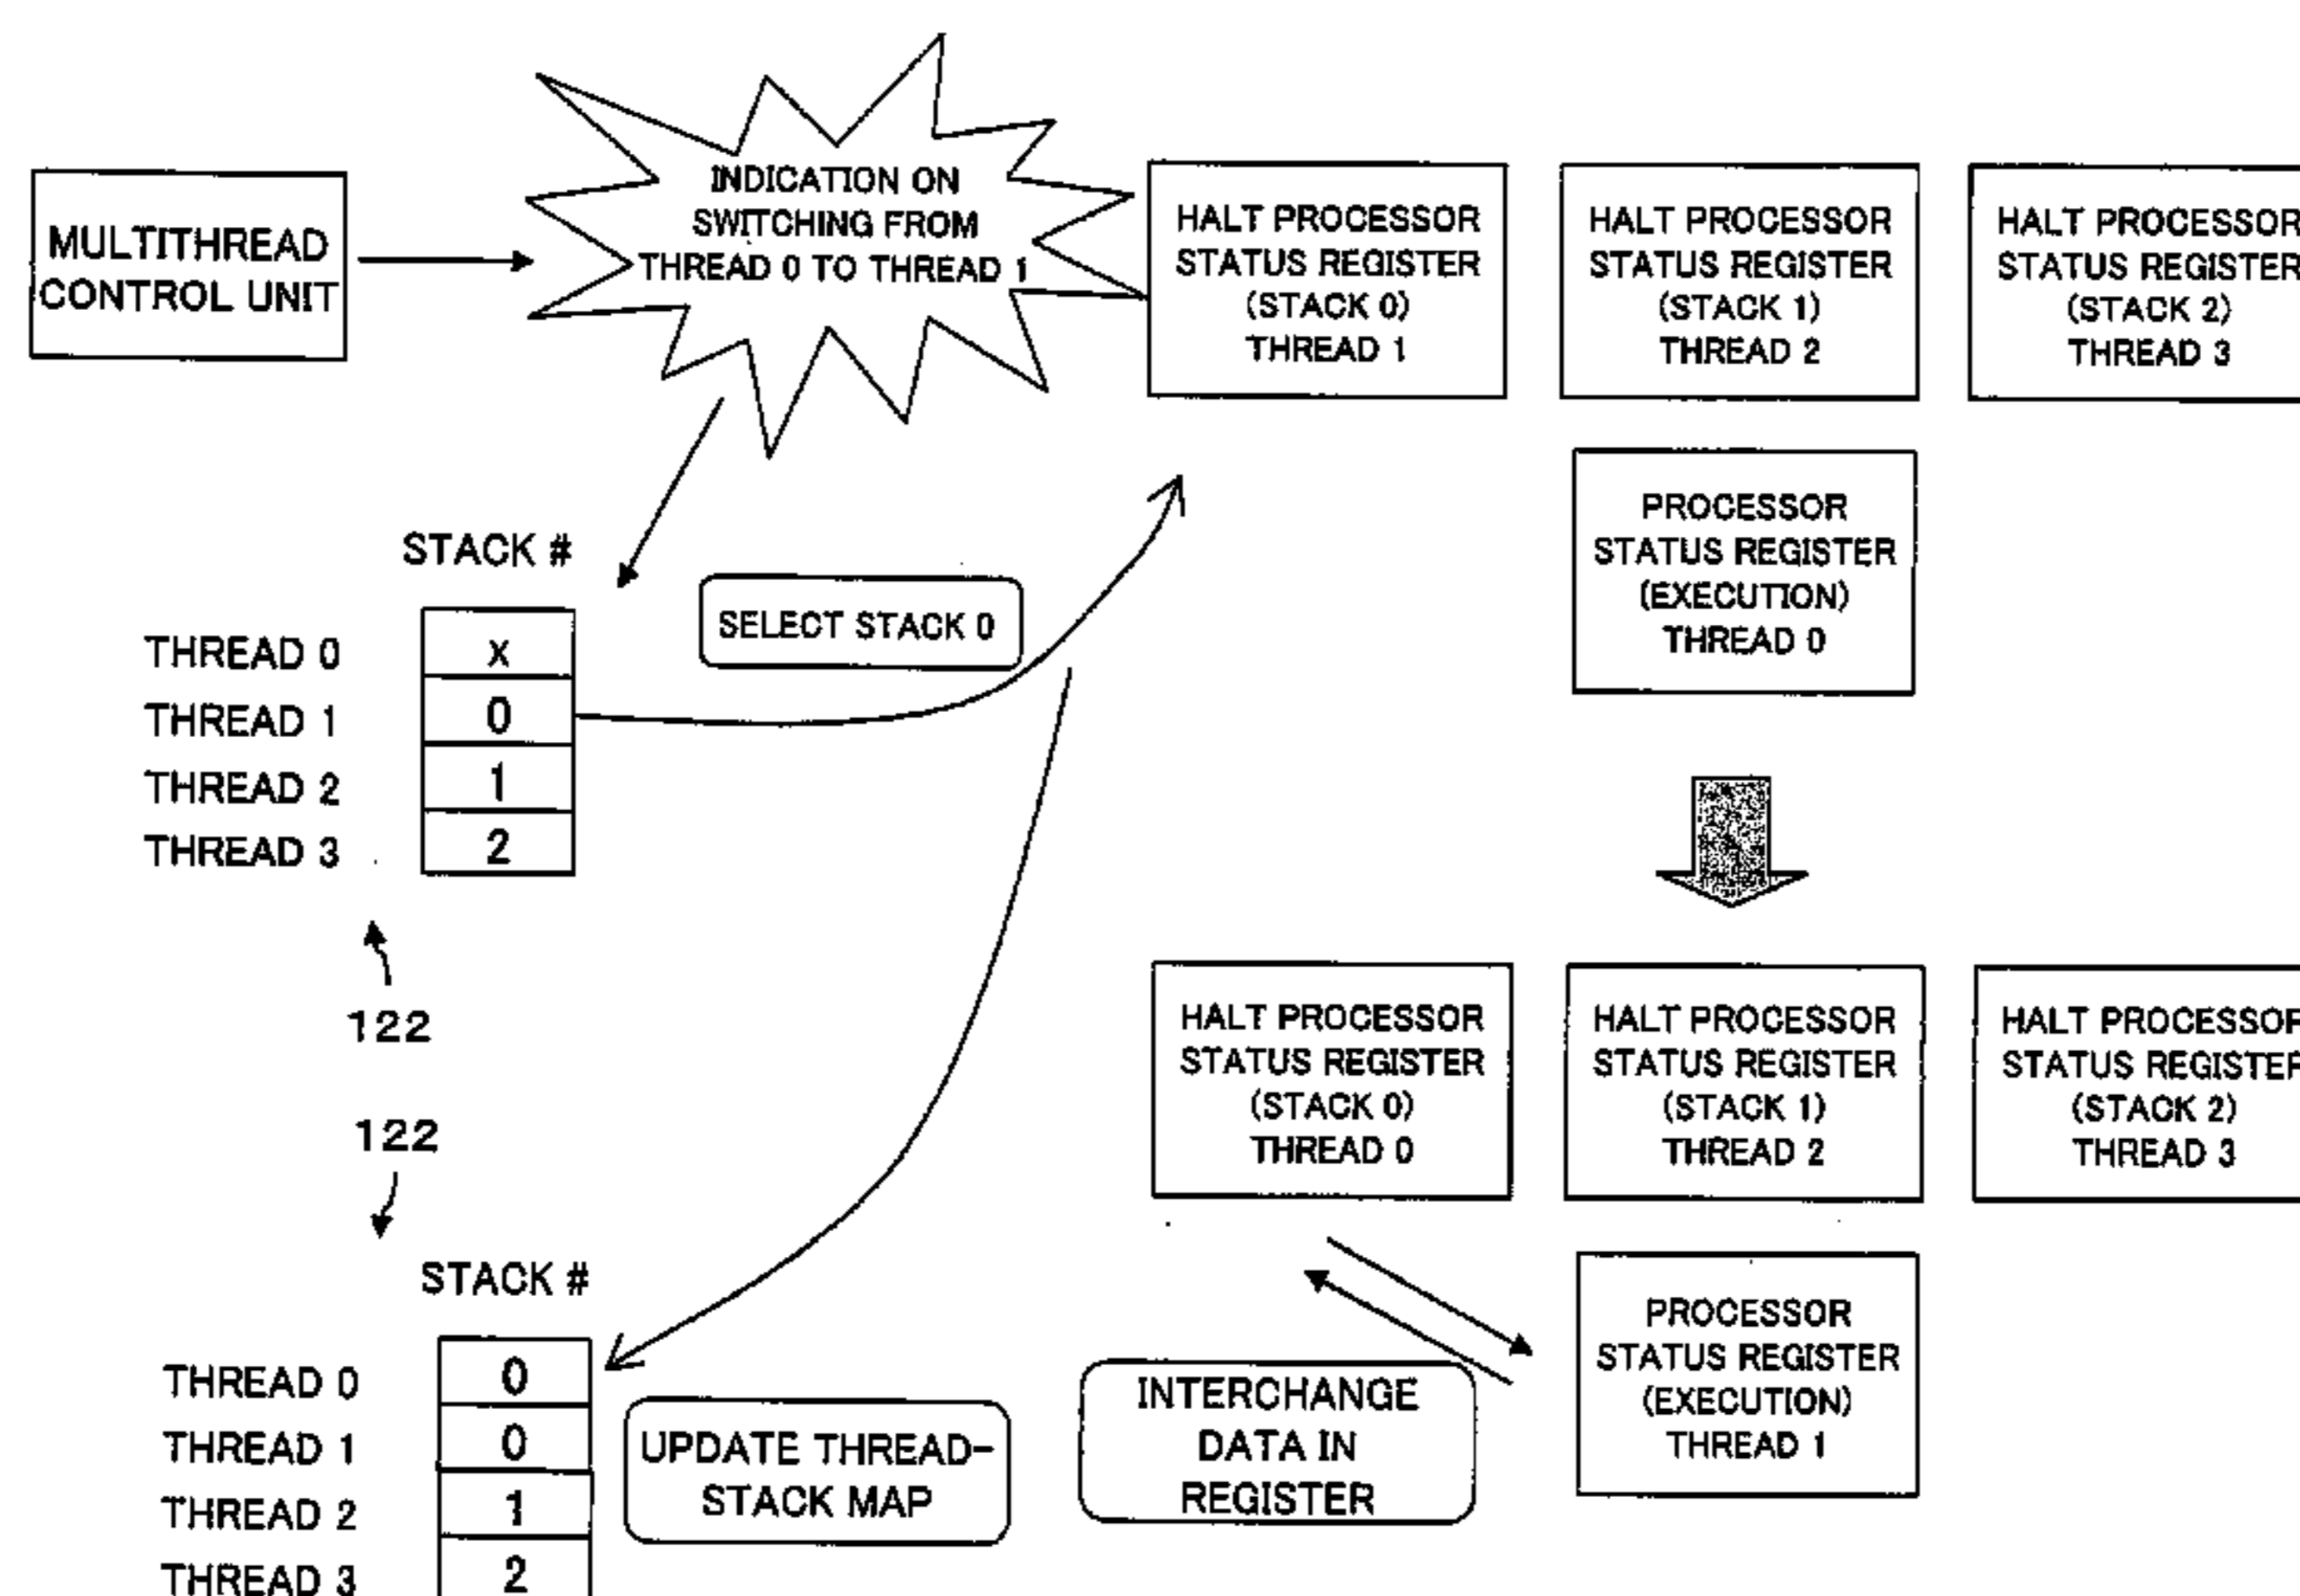 MULTITHREAD
CONTROL UNIT
INDICATION ON
SWITCHING FROM
THREAD 0 TO THREAD 1
HALT PROCESSOR
STATUS REGISTER
(STACK 0)
THREAD 1
HALT PROCESSOR
STATUS REGISTER
(STACK 1)
THREAD 2
HALT PROCESSOR
STATUS REGISTER
(STACK 2)
THREAD 3
PROCESSOR
STATUS REGISTER
(EXECUTION)
THREAD 0
STACK #
SELECT STACK 0
THREAD 0 x
THREAD 1 0
THREAD 2 1
THREAD 3 2
122
122
HALT PROCESSOR
STATUS REGISTER
(STACK 0)
THREAD 0
HALT PROCESSOR
STATUS REGISTER
(STACK 1)
THREAD 2
HALT PROCESSOR
STATUS REGISTER
(STACK 2)
THREAD 3
STACK #
THREAD 0 0
THREAD 1 0
THREAD 2 1
THREAD 3 2
UPDATE THREAD-
STACK MAP
INTERCHANGE
DATA IN
REGISTER
PROCESSOR
STATUS REGISTER
(EXECUTION)
THREAD 1